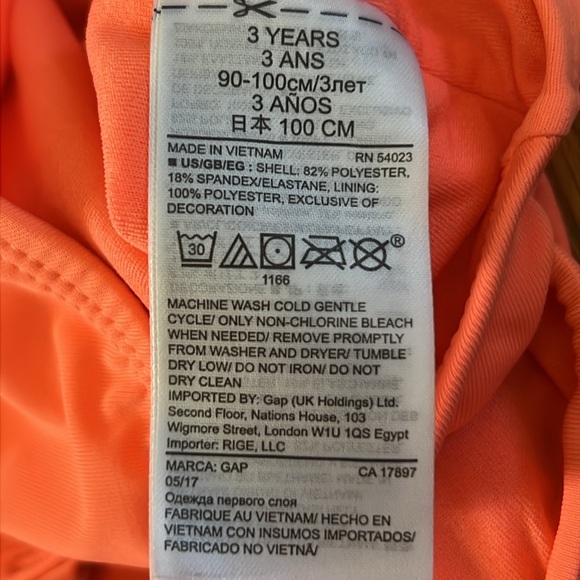 3 YEARS
3 ANS
90-100см/3лет
3 AÑOS
日本 100 CM
MADE IN VIETNAM RN 54023
■ US/GB/EG : SHELL: 82% POLYESTER,
18% SPANDEX/ELASTANE, LINING:
100% POLYESTER, EXCLUSIVE OF
DECORATION
30 ®
1166
MACHINE WASH COLD GENTLE
CYCLE/ ONLY NON-CHLORINE BLEACH
WHEN NEEDED/ REMOVE PROMPTLY
FROM WASHER AND DRYER/ TUMBLE
DRY LOW/ DO NOT IRON/ DO NOT
DRY CLEAN
IMPORTED BY: Gap (UK Holdings) Ltd.
Second Floor, Nations House, 103
Wigmore Street, London W1U 1QS Egypt
Importer: RIGE, LLC
MARCA: GAP CA 17897
05/17
Одежда первого слоя
FABRIQUE AU VIETNAM/ HECHO EN
VIETNAM CON INSUMOS IMPORTADOS/
FABRICADO NO VIETNÃ/